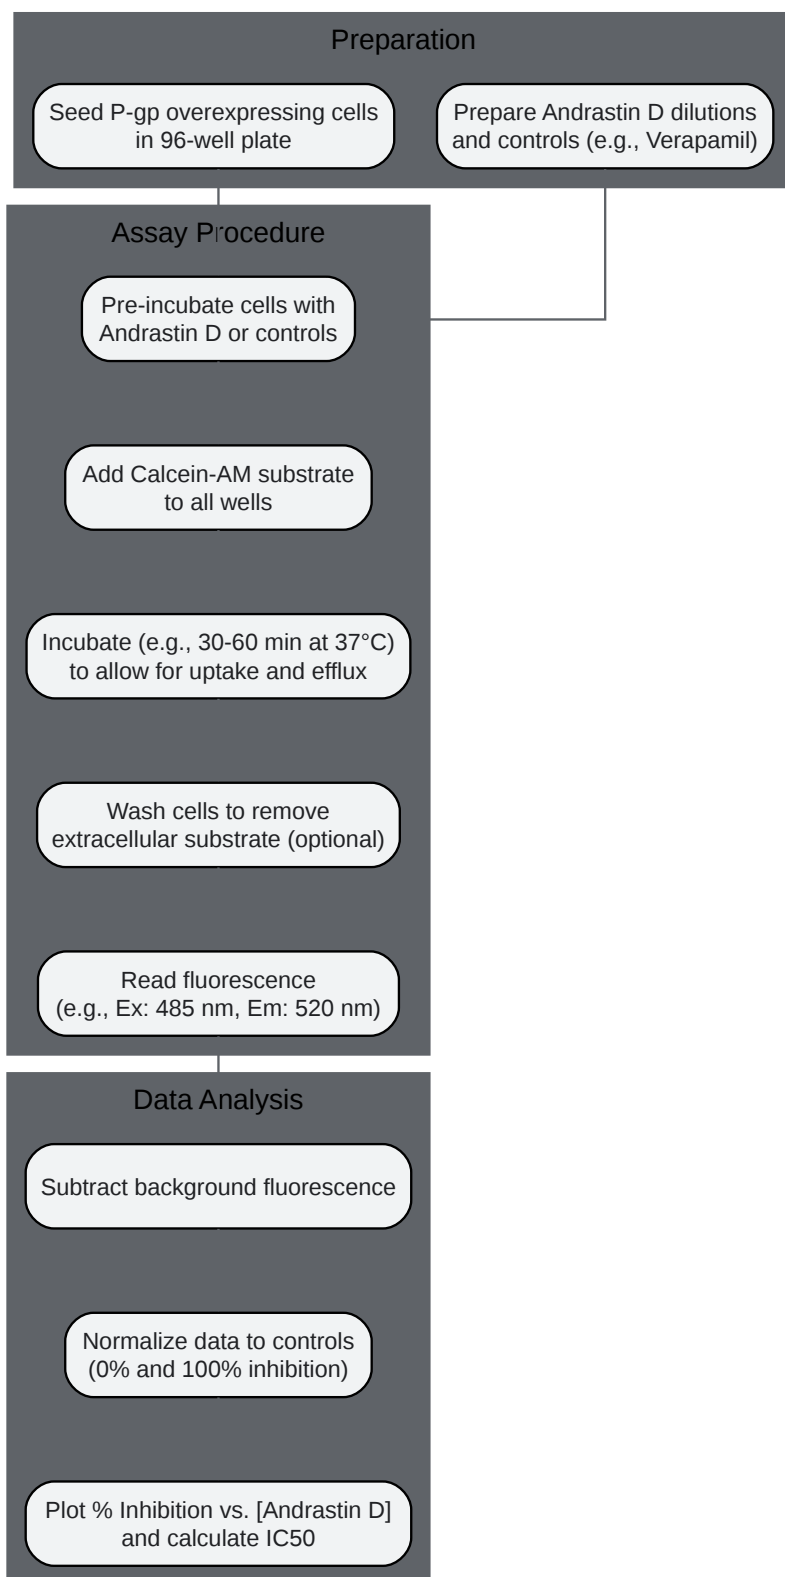 Preparation
Seed P-gp overexpressing cells
in 96-well plate
Prepare Andrastin D dilutions
and controls (e.g., Verapamil)
Assay Procedure
Pre-incubate cells with
Andrastin D or controls
Add Calcein-AM substrate
to all wells
Incubate (e.g., 30-60 min at 37°C)
to allow for uptake and efflux
Wash cells to remove
extracellular substrate (optional)
Read fluorescence
(e.g., Ex: 485 nm, Em: 520 nm)
Data Analysis
Subtract background fluorescence
Normalize data to controls
(0% and 100% inhibition)
Plot % Inhibition vs. [Andrastin D]
and calculate IC50